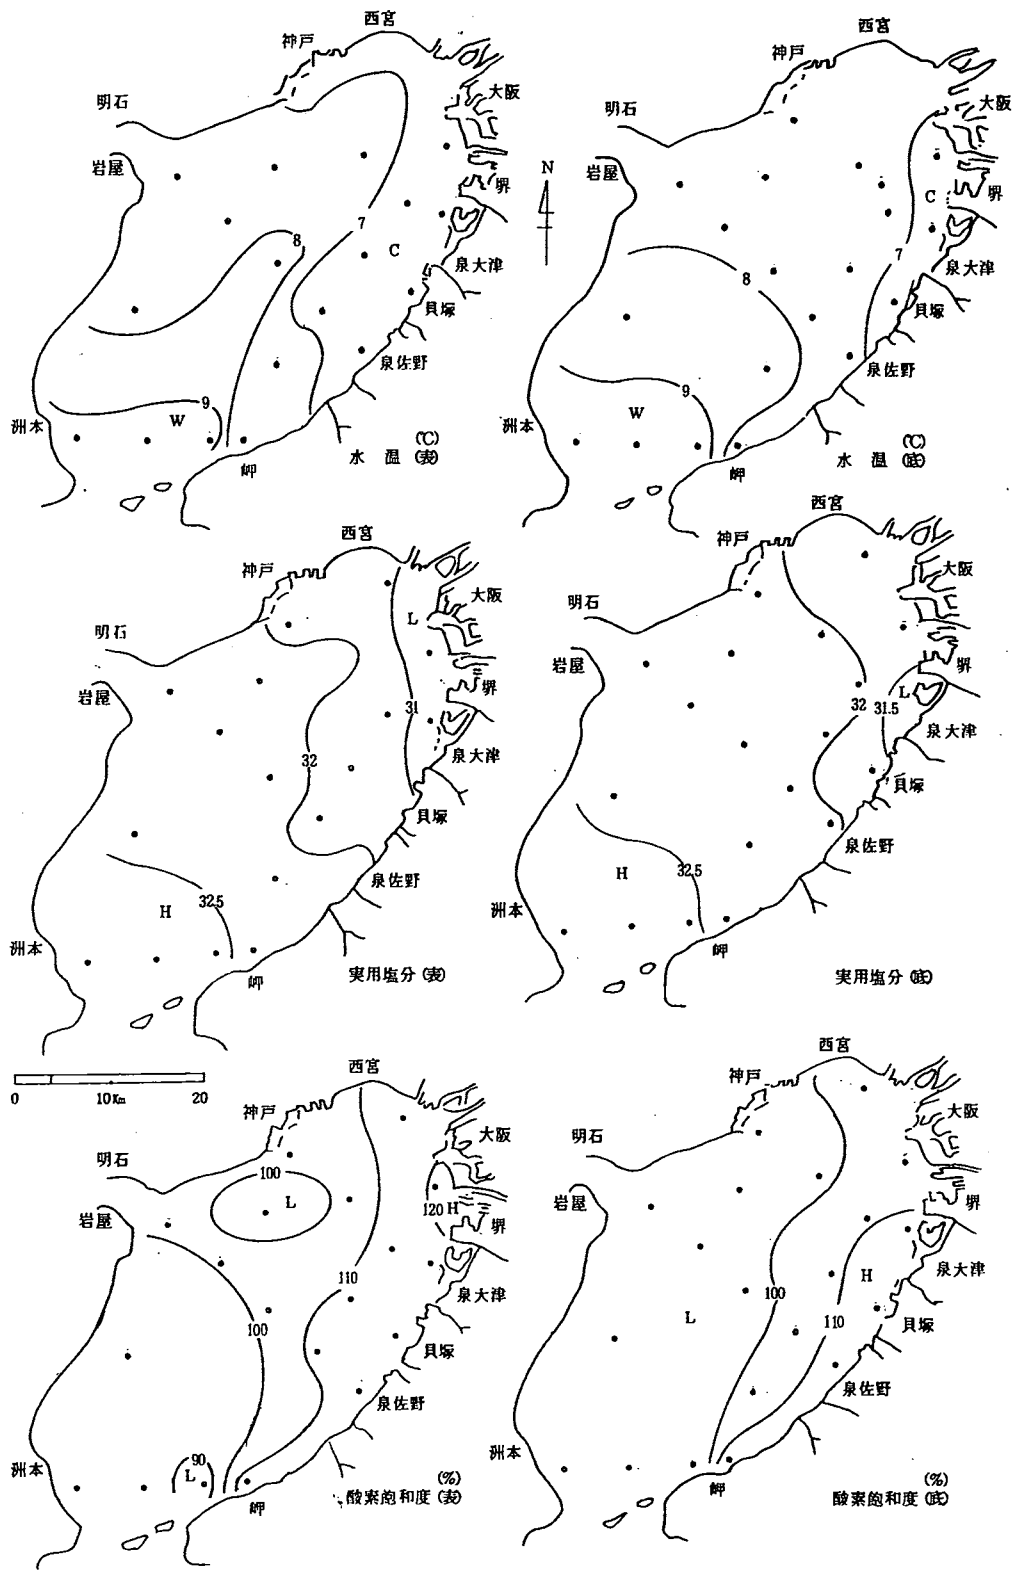 西宮
神戸
大阪
明石
岩屋
堺
8
7
C
泉大津
貝塚
泉佐野
9
W
洲本
岬
(℃)
水温(表)
N
西宮
神戸
大阪
明石
岩屋
C
堺
泉大津
7
8
貝塚
泉佐野
9
W
洲本
岬
(℃)
水温(底)
西宮
神戸
大阪
L
明石
岩屋
堺
31
泉大津
32
貝塚
泉佐野
32.5
H
洲本
岬
実用塩分(表)
西宮
神戸
大阪
明石
岩屋
堺
L
32 31.5
泉大津
貝塚
泉佐野
H
32.5
洲本
岬
実用塩分(底)
0 10Km 20
西宮
神戸
大阪
明石
100
L
岩屋
120 H
堺
110
泉大津
100
貝塚
泉佐野
洲本
90
L
岬
(%)
酸素飽和度(表)
西宮
神戸
大阪
明石
岩屋
堺
H
泉大津
100
L
110
貝塚
泉佐野
洲本
岬
(%)
酸素飽和度(底)